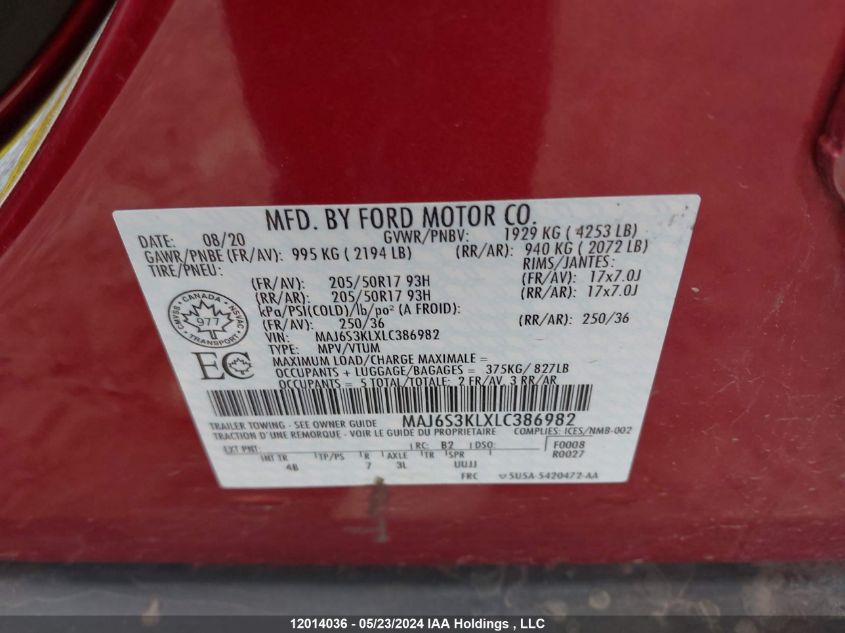 MFD. BY FORD MOTOR CO.
DATE: 08/20 GVWR/PNBV: 1929 KG ( 4253 LB)
GAWR/PNBE (FR/AV): 995 KG ( 2194 LB) (RR/AR): 940 KG ( 2072 LB)
TIRE/PNEU: RIMS/JANTES:
(FR/AV): 205/50R17 93H (FR/AV): 17x7.0J
(RR/AR): 205/50R17 93H (RR/AR): 17x7.0J
kPa/PSI(COLD)/lb/po² (A FROID):
(FR/AV): 250/36 (RR/AR): 250/36
VIN: MAJ6S3KLXLC386982
TYPE: MPV/VTUM
MAXIMUM LOAD/CHARGE MAXIMALE =
OCCUPANTS + LUGGAGE/BAGAGES = 375KG/ 827LB
OCCUPANTS = 5 TOTAL/TOTALE: 2 FR/AV, 3 RR/AR
CANADA
CMVSS NSVAC
977
TRANSPORT
EC
MAJ6S3KLXLC386982
TRAILER TOWING - SEE OWNER GUIDE
TRACTION D'UNE REMORQUE - VOIR LE GUIDE DU PROPRIETAIRE COMPLIES: ICES/NMB-002
EXT PNT: RC: B2 DSO: F0008
INT TR TP/PS R AXLE TR SPR R0027
4B 7 3L UUJJ
FRC 5U5A-5420472-AA
12014036 - 05/23/2024 IAA Holdings, LLC